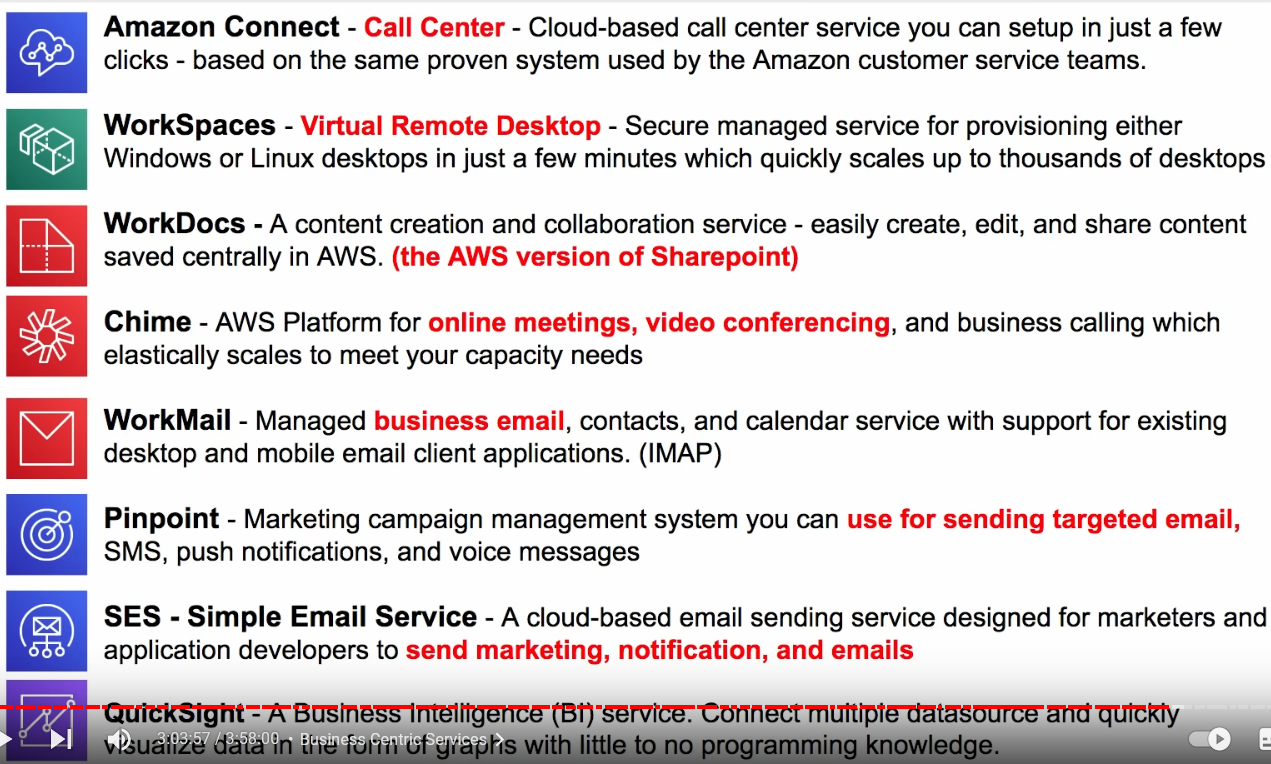 Amazon Connect - Call Center - Cloud-based call center service you can setup in just a few
clicks - based on the same proven system used by the Amazon customer service teams.
WorkSpaces - Virtual Remote Desktop - Secure managed service for provisioning either
Windows or Linux desktops in just a few minutes which quickly scales up to thousands of desktops
WorkDocs - A content creation and collaboration service - easily create, edit, and share content
saved centrally in AWS. (the AWS version of Sharepoint)
Chime - AWS Platform for online meetings, video conferencing, and business calling which
elastically scales to meet your capacity needs
WorkMail - Managed business email, contacts, and calendar service with support for existing
desktop and mobile email client applications. (IMAP)
Pinpoint - Marketing campaign management system you can use for sending targeted email,
SMS, push notifications, and voice messages
SES - Simple Email Service - A cloud-based email sending service designed for marketers and
application developers to send marketing, notification, and emails
QuickSight - A Business Intelligence (BI) service. Connect multiple datasource and quickly
visualize data in the form of graphs with little to no programming knowledge.
3:03:57 / 3:58:00 • Business Centric Services